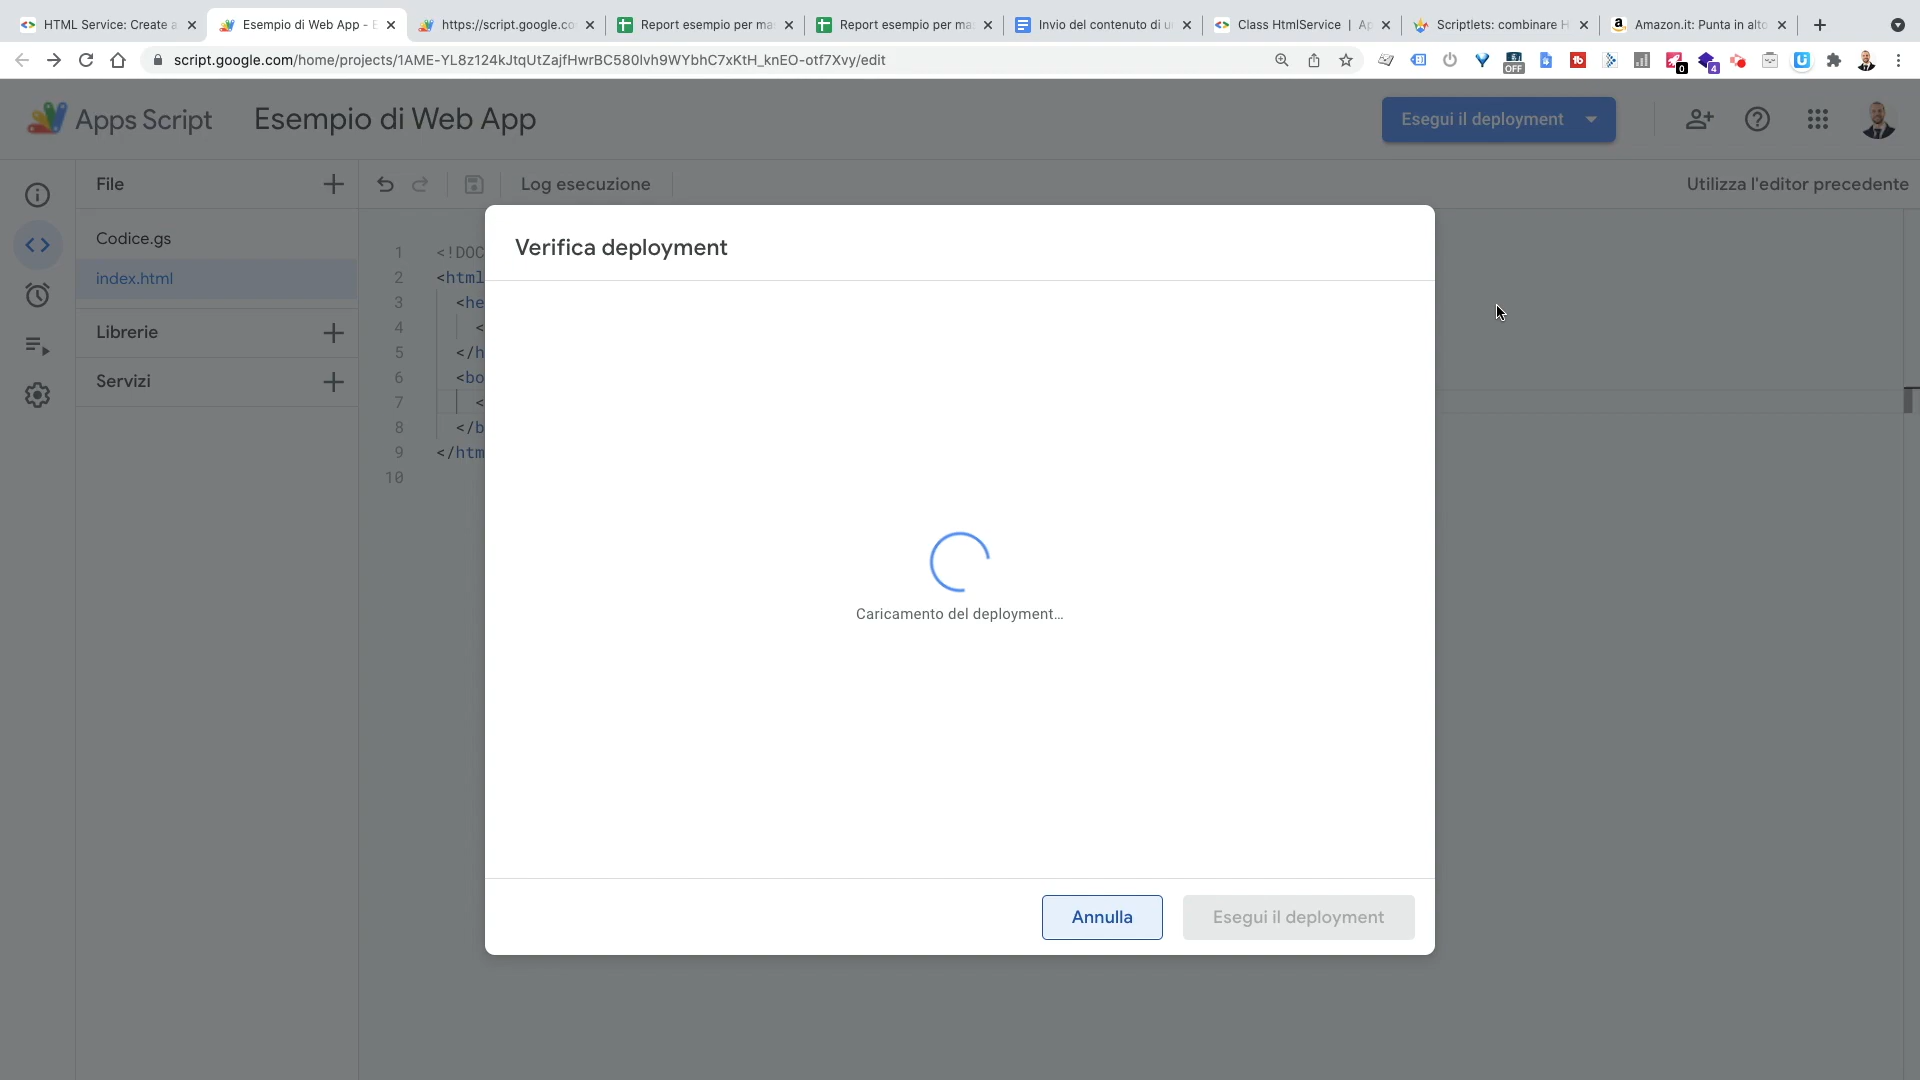 HTML Service: Create a
Esempio di Web App - E
https://script.google.co
Report esempio per ma
Report esempio per ma
Invio del contenuto di u
Class HtmlService | Ap
Scriptlets: combinare H
Amazon.it: Punta in alto
script.google.com/home/projects/1AME-YL8z124kJtqUtZajfHwrBC580lvh9WYbhC7xKtH_knEO-otf7Xvy/edit
OFF
0
4
Apps Script
Esempio di Web App
Esegui il deployment
File
Log esecuzione
Utilizza l'editor precedente
Codice.gs
index.html
Librerie
Servizi
1 <!DOC
2 <html
3 <he
4 <
5 </h
6 <bo
7 <
8 </b
9 </htm
10
Verifica deployment
Caricamento del deployment…
Annulla
Esegui il deployment